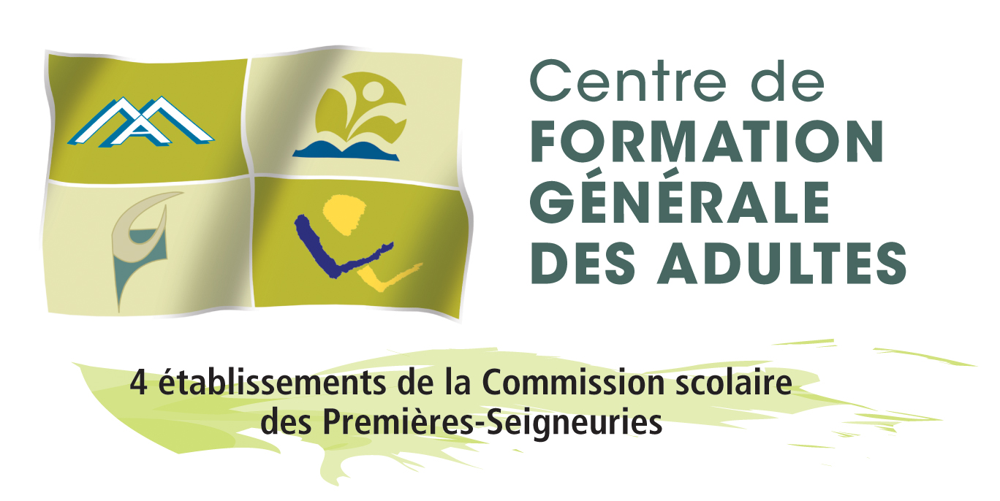 Centre de
FORMATION
GÉNÉRALE
DES ADULTES
4 établissements de la Commission scolaire
des Premières-Seigneuries